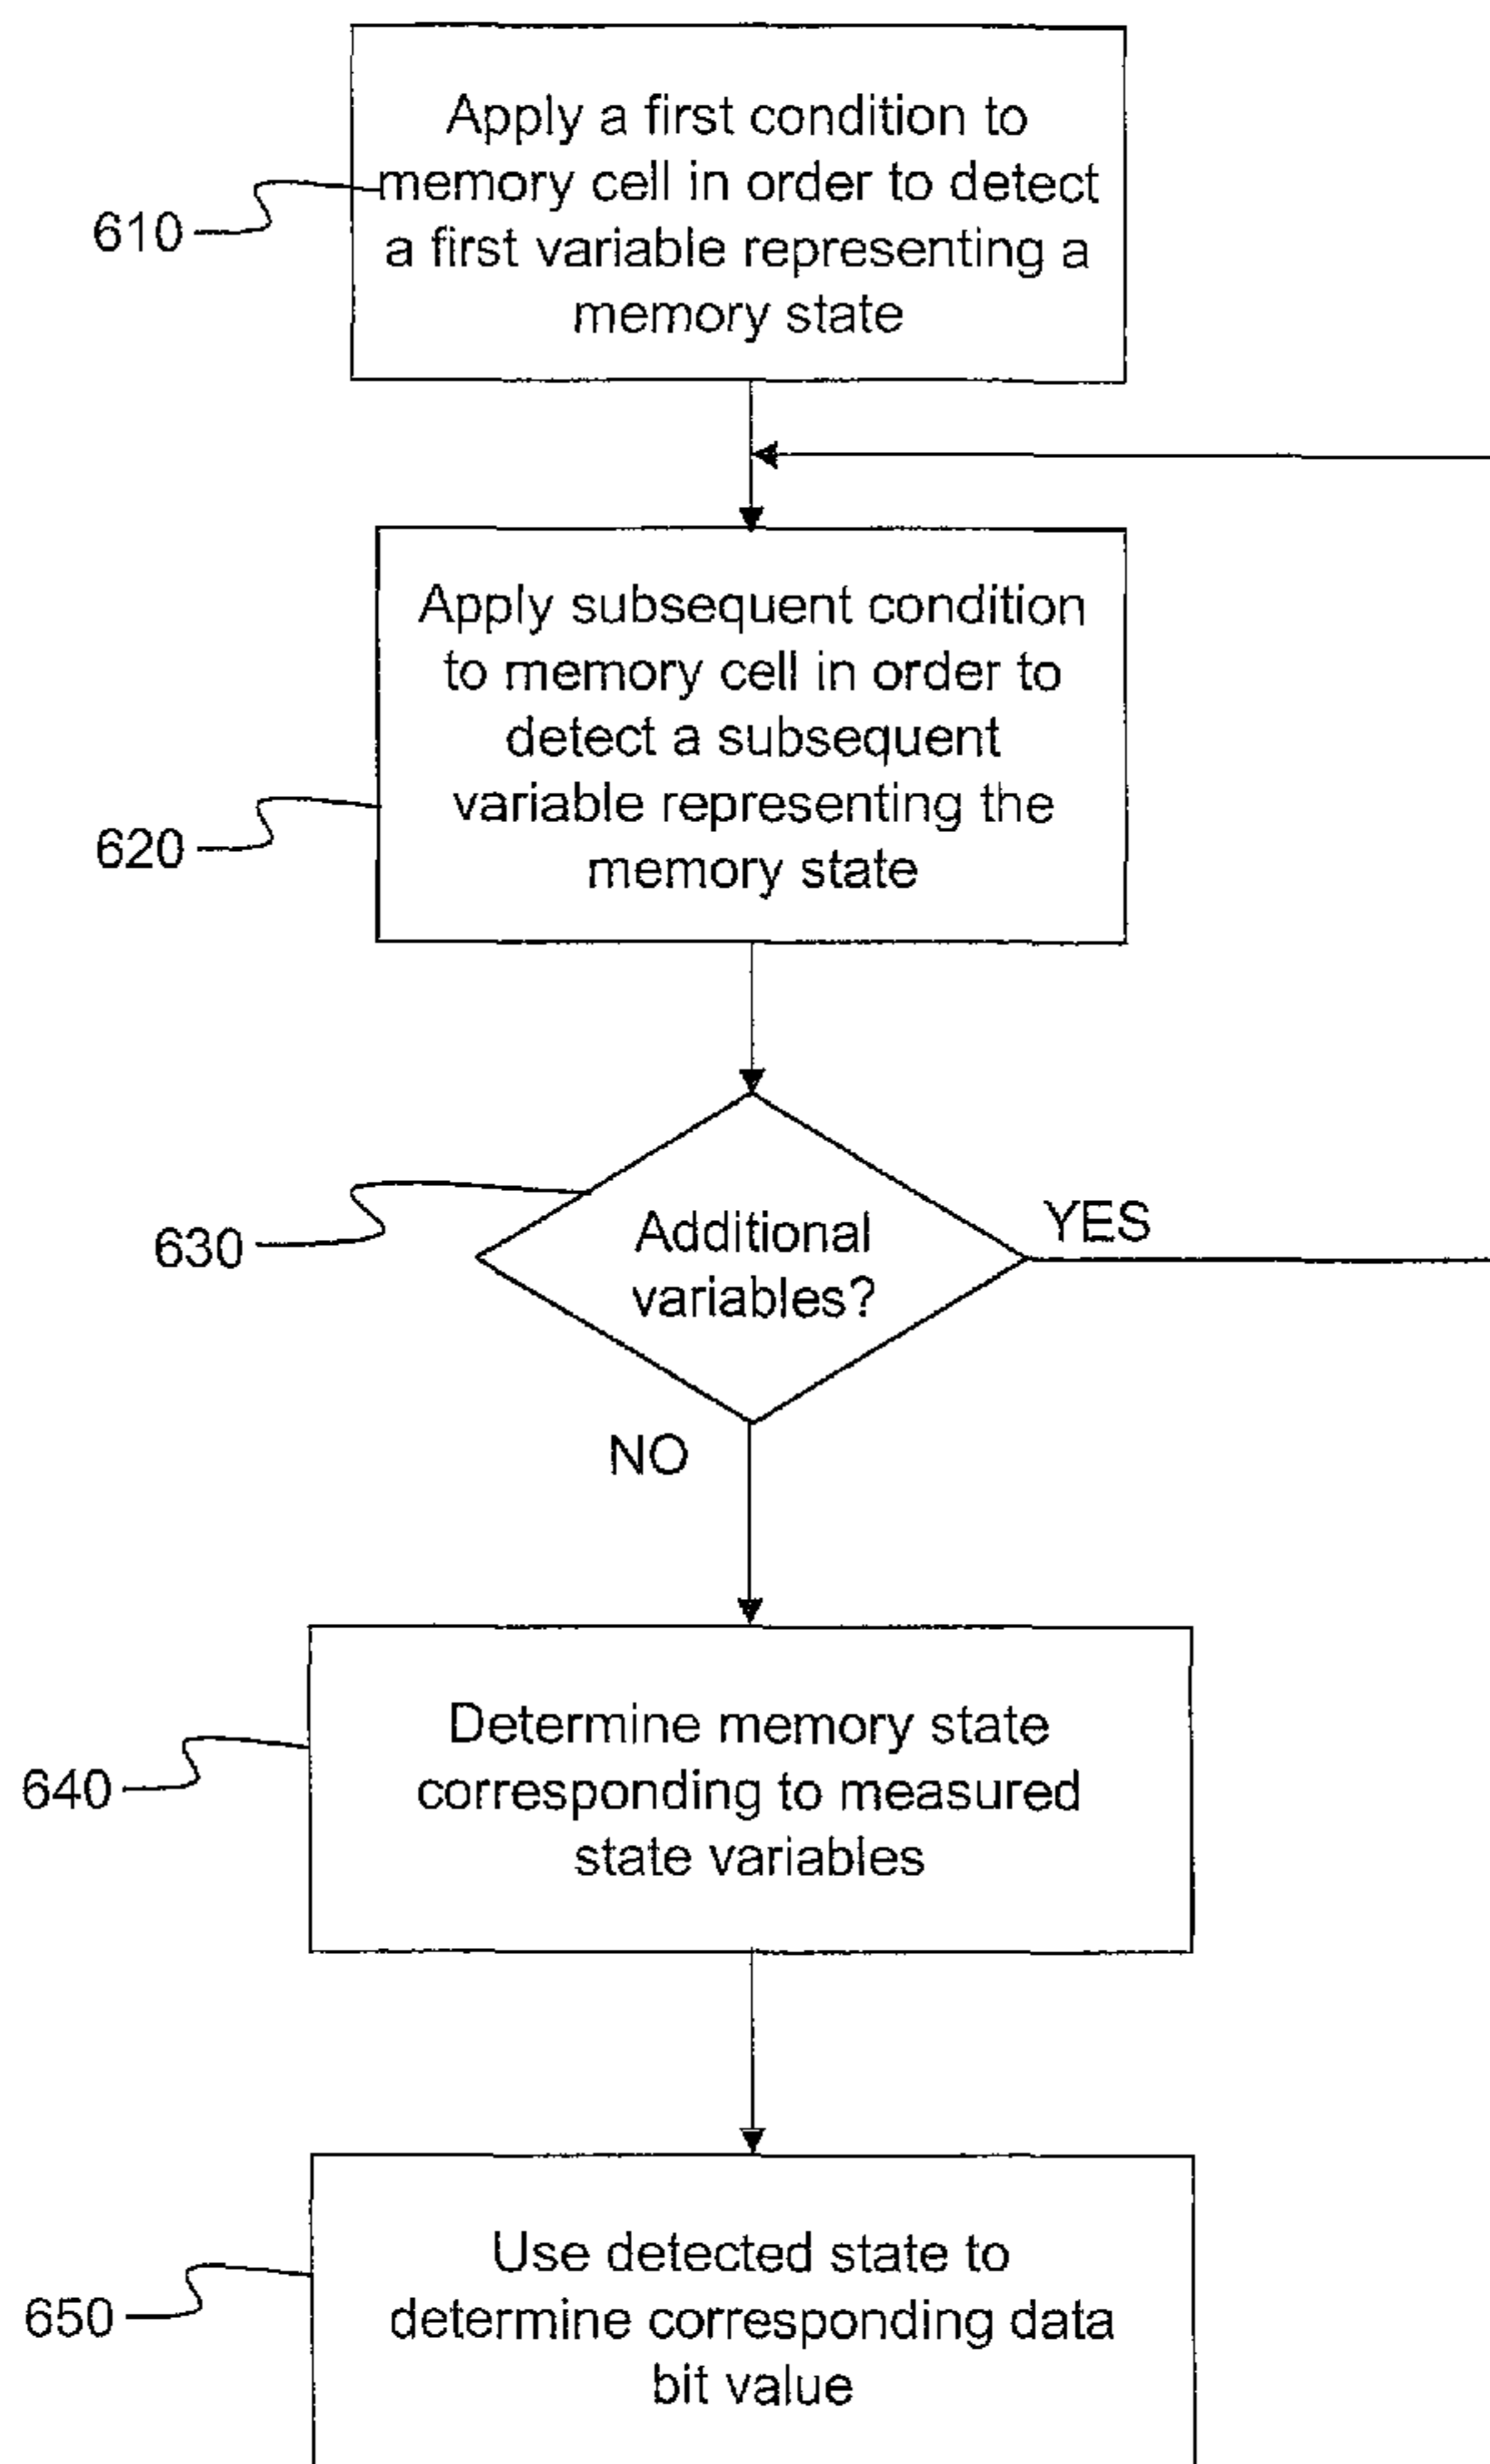 Apply a first condition to
memory cell in order to detect
a first variable representing a
memory state
610
Apply subsequent condition
to memory cell in order to
detect a subsequent
variable representing the
memory state
620
Additional
variables?
630
YES
NO
Determine memory state
corresponding to measured
state variables
640
Use detected state to
determine corresponding data
bit value
650